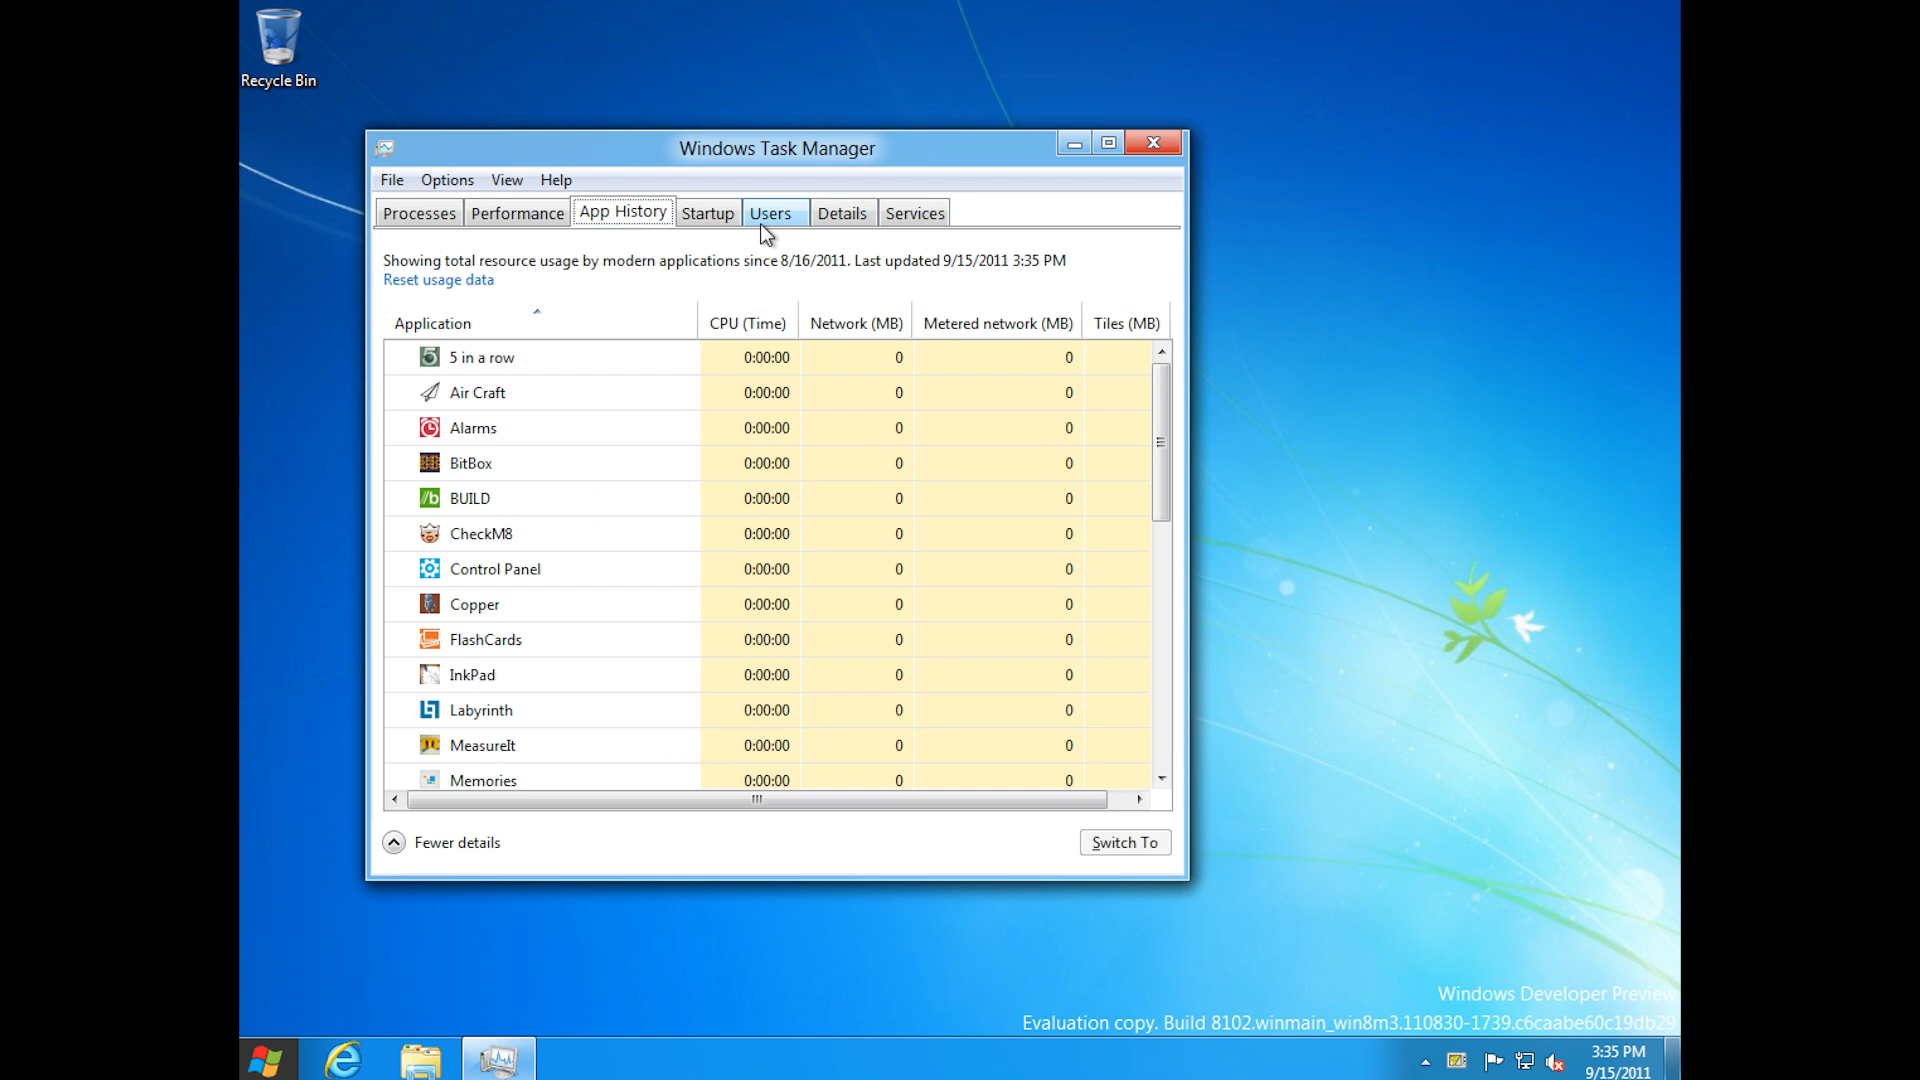 Recycle Bin
Windows Task Manager
File Options View Help
Processes Performance App History Startup Users Details Services
Showing total resource usage by modern applications since 8/16/2011. Last updated 9/15/2011 3:35 PM
Reset usage data
Application CPU (Time) Network (MB) Metered network (MB) Tiles (MB)
5 in a row 0:00:00 0 0
Air Craft 0:00:00 0 0
Alarms 0:00:00 0 0
BitBox 0:00:00 0 0
//b BUILD 0:00:00 0 0
CheckM8 0:00:00 0 0
Control Panel 0:00:00 0 0
Copper 0:00:00 0 0
FlashCards 0:00:00 0 0
InkPad 0:00:00 0 0
Labyrinth 0:00:00 0 0
MeasureIt 0:00:00 0 0
Memories 0:00:00 0 0
Fewer details Switch To
Windows Developer Preview
Evaluation copy. Build 8102.winmain_win8m3.110830-1739.c6caabe60c19db29
3:35 PM
9/15/2011